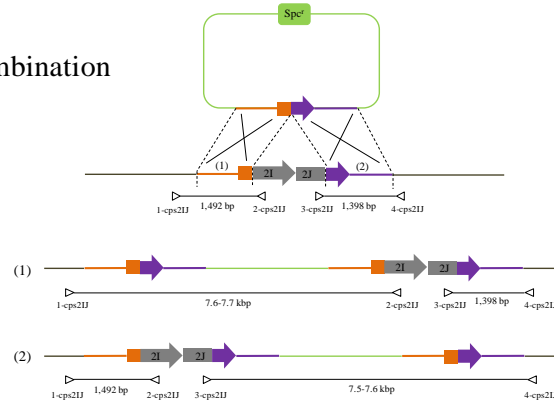 Spcʳ
mbination
(1)
(2)
2I
2J
1,492 bp
1,398 bp
1-cps2IJ
2-cps2IJ
3-cps2IJ
4-cps2IJ
(1)
2I
2J
1-cps2IJ
7.6-7.7 kbp
2-cps2IJ
3-cps2IJ
1,398 bp
4-cps2IJ
(2)
2I
2J
1-cps2IJ
1,492 bp
2-cps2IJ
3-cps2IJ
7.5-7.6 kbp
4-cps2IJ